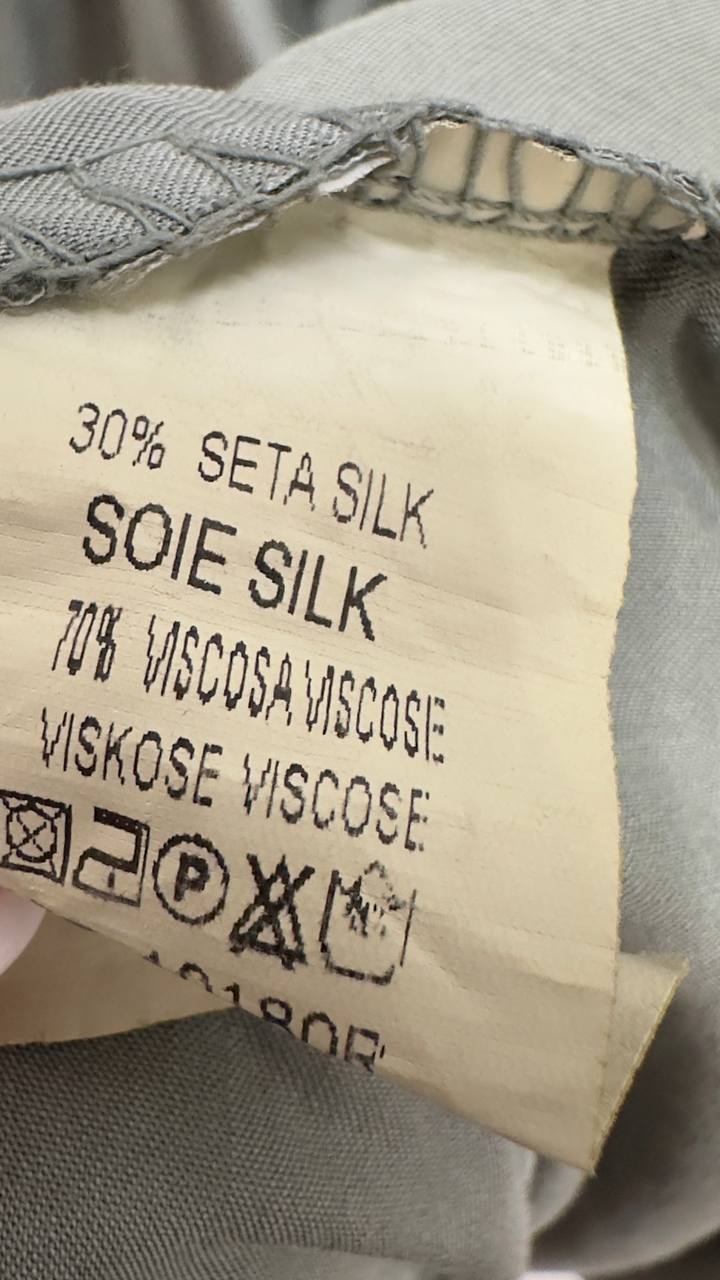 30% SETA SILK
SOIE SILK
70% VISCOSA VISCOSE
VISKOSE VISCOSE
P